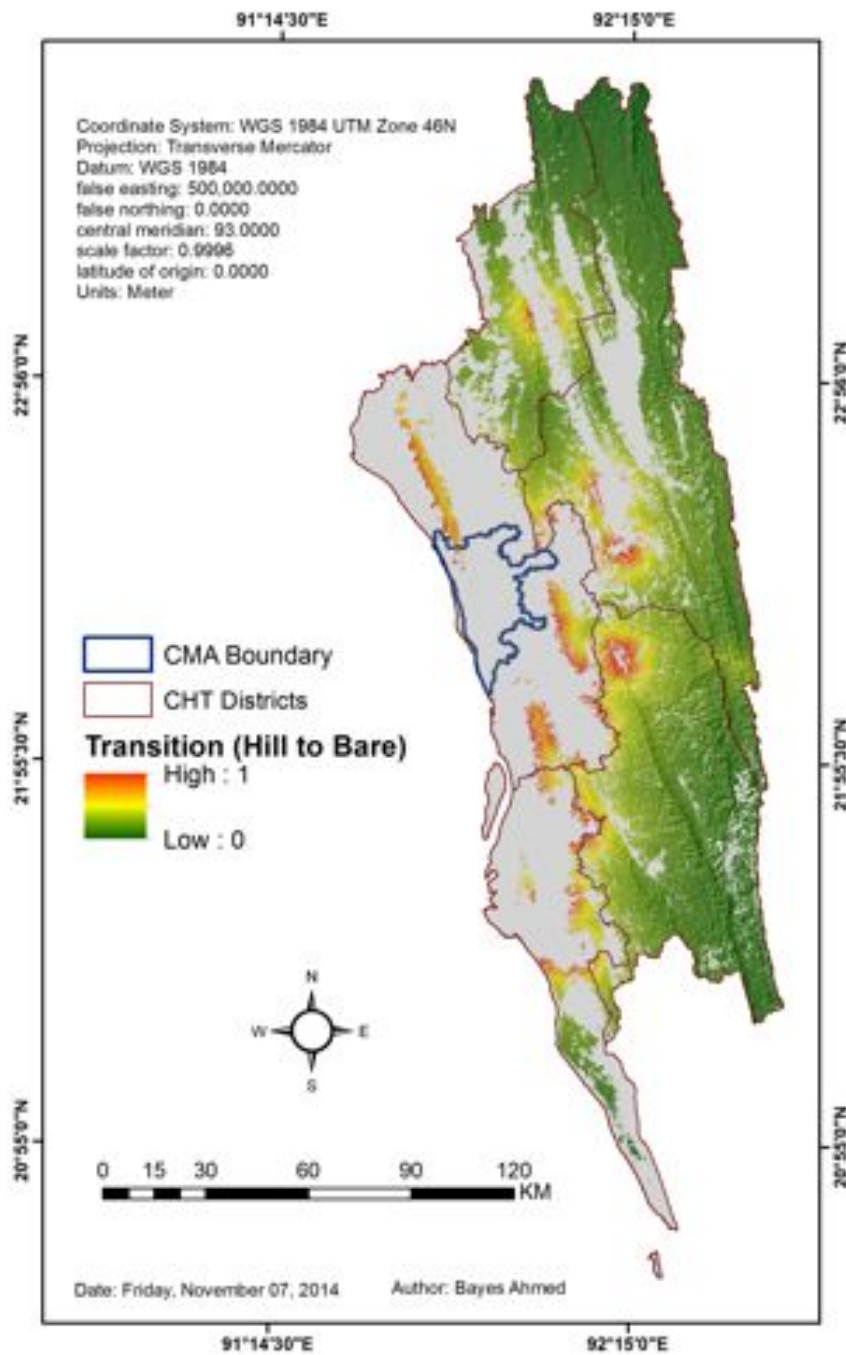 91°14'30"E 92°15'0"E
Coordinate System: WGS 1984 UTM Zone 46N
Projection: Transverse Mercator
Datum: WGS 1984
false easting: 500,000.0000
false northing: 0.0000
central meridian: 93.0000
scale factor: 0.9996
latitude of origin: 0.0000
Units: Meter
22°56'0"N 22°56'0"N
CMA Boundary
CHT Districts
Transition (Hill to Bare)
High : 1
Low : 0
21°55'30"N 21°55'30"N
N
W E
S
20°55'0"N 20°55'0"N
0 15 30 60 90 120
KM
Date: Friday, November 07, 2014 Author: Bayes Ahmed
91°14'30"E 92°15'0"E